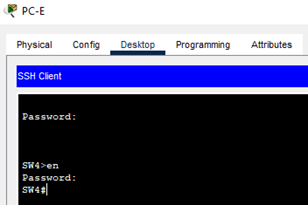 PC-E
Physical Config Desktop Programming Attributes
SSH Client
Password:
SW4>en
Password:
SW4#